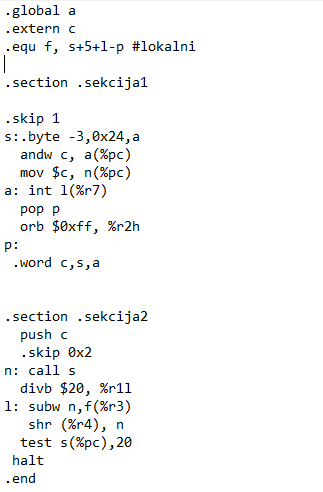 .global a
.extern c
.equ f, s+5+l-p #lokalni
.section .sekcija1
.skip 1
s:.byte -3,0x24,a
andw c, a(%pc)
mov $c, n(%pc)
a: int l(%r7)
pop p
orb $0xff, %r2h
p:
.word c,s,a
.section .sekcija2
push c
.skip 0x2
n: call s
divb $20, %r1l
l: subw n,f(%r3)
shr (%r4), n
test s(%pc),20
halt
.end